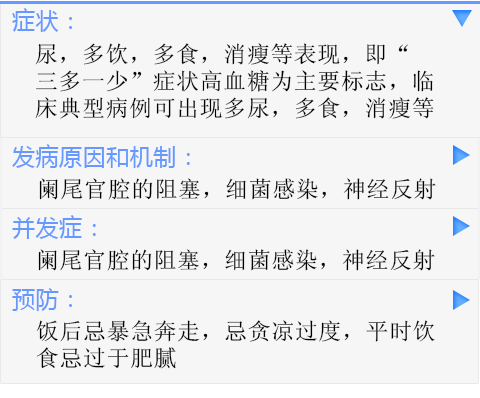 症状：
尿，多饮，多食，消瘦等表现，即“
三多一少”症状高血糖为主要标志，临
床典型病例可出现多尿，多食，消瘦等
发病原因和机制：
阑尾官腔的阻塞，细菌感染，神经反射
并发症：
阑尾官腔的阻塞，细菌感染，神经反射
预防：
饭后忌暴急奔走，忌贪凉过度，平时饮
食忌过于肥腻